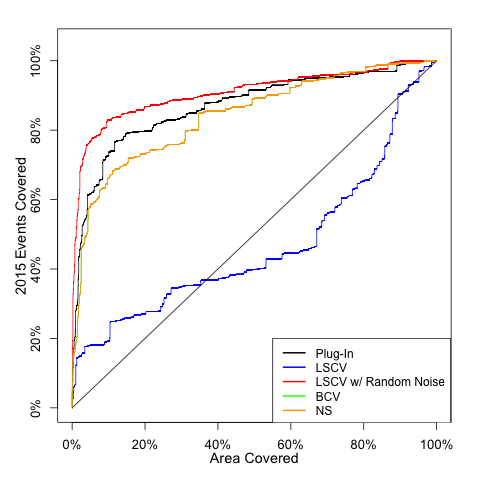 100%
80%
60%
40%
20%
0%
2015 Events Covered
Plug-In
LSCV
LSCV w/ Random Noise
BCV
NS
0% 20% 40% 60% 80% 100%
Area Covered